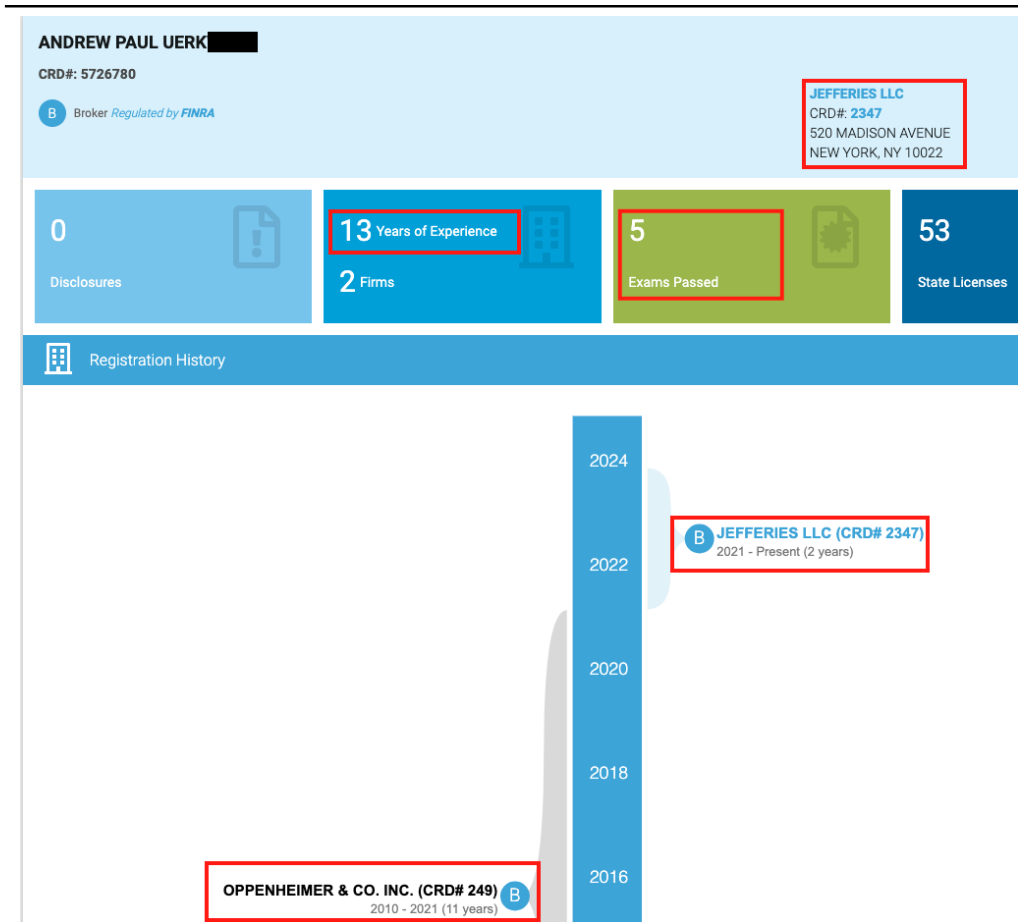 ANDREW PAUL UERK
CRD#: 5726780
B Broker Regulated by FINRA
JEFFERIES LLC
CRD#: 2347
520 MADISON AVENUE
NEW YORK, NY 10022
0
Disclosures
13 Years of Experience
2 Firms
5
Exams Passed
53
State Licenses
Registration History
2024
B JEFFERIES LLC (CRD# 2347)
2021 - Present (2 years)
2022
2020
2018
2016
OPPENHEIMER & CO. INC. (CRD# 249) B
2010 - 2021 (11 years)